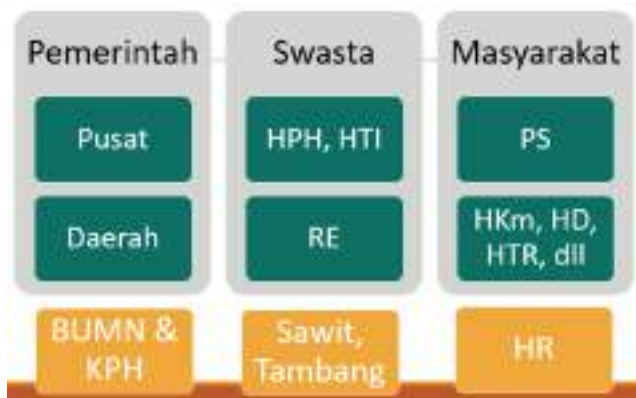 Pemerintah
Pusat
Daerah
BUMN &
KPH
Swasta
HPH, HTI
RE
Sawit,
Tambang
Masyarakat
PS
HKm, HD,
HTR, dll
HR